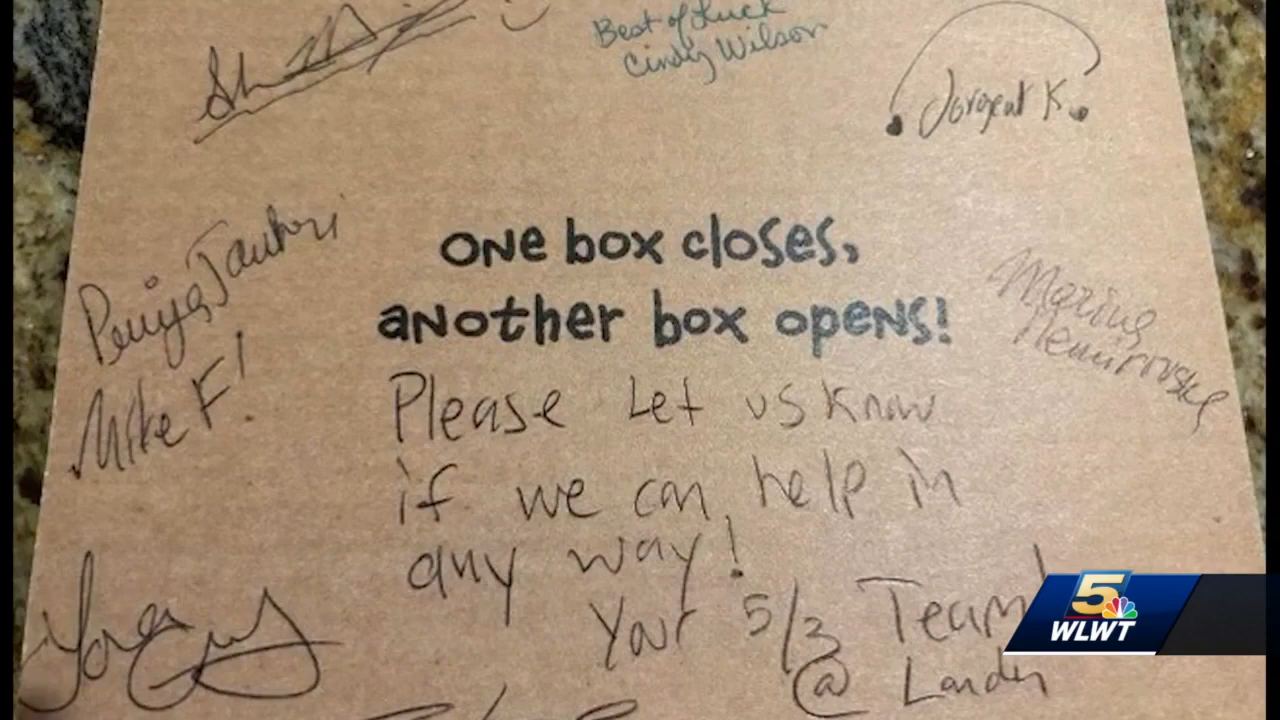 Best of Luck
Cindy Wilson
K.
ONe box closes,
aNother box opeNs!
Mike F!
Please Let us know
if we can help in
any way!
Your 5/3 Team!
@ Landen
5
WLWT